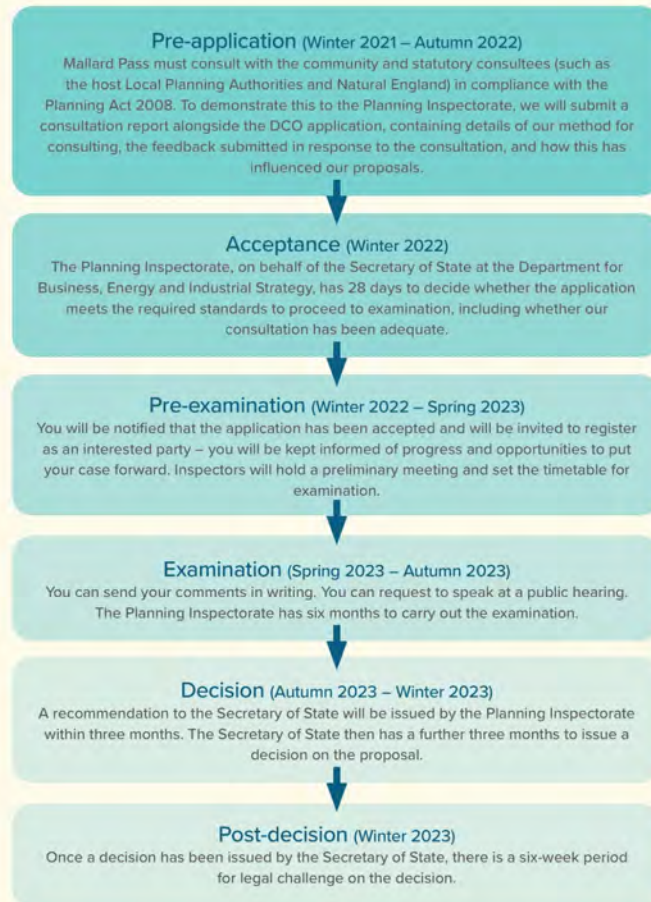 Pre-application (Winter 2021 – Autumn 2022)
Mallard Pass must consult with the community and statutory consultees (such as
the host Local Planning Authorities and Natural England) in compliance with the
Planning Act 2008. To demonstrate this to the Planning Inspectorate, we will submit a
consultation report alongside the DCO application, containing details of our method for
consulting, the feedback submitted in response to the consultation, and how this has
influenced our proposals.
Acceptance (Winter 2022)
The Planning Inspectorate, on behalf of the Secretary of State at the Department for
Business, Energy and Industrial Strategy, has 28 days to decide whether the application
meets the required standards to proceed to examination, including whether our
consultation has been adequate.
Pre-examination (Winter 2022 – Spring 2023)
You will be notified that the application has been accepted and will be invited to register
as an interested party – you will be kept informed of progress and opportunities to put
your case forward. Inspectors will hold a preliminary meeting and set the timetable for
examination.
Examination (Spring 2023 – Autumn 2023)
You can send your comments in writing. You can request to speak at a public hearing.
The Planning Inspectorate has six months to carry out the examination.
Decision (Autumn 2023 – Winter 2023)
A recommendation to the Secretary of State will be issued by the Planning Inspectorate
within three months. The Secretary of State then has a further three months to issue a
decision on the proposal.
Post-decision (Winter 2023)
Once a decision has been issued by the Secretary of State, there is a six-week period
for legal challenge on the decision.